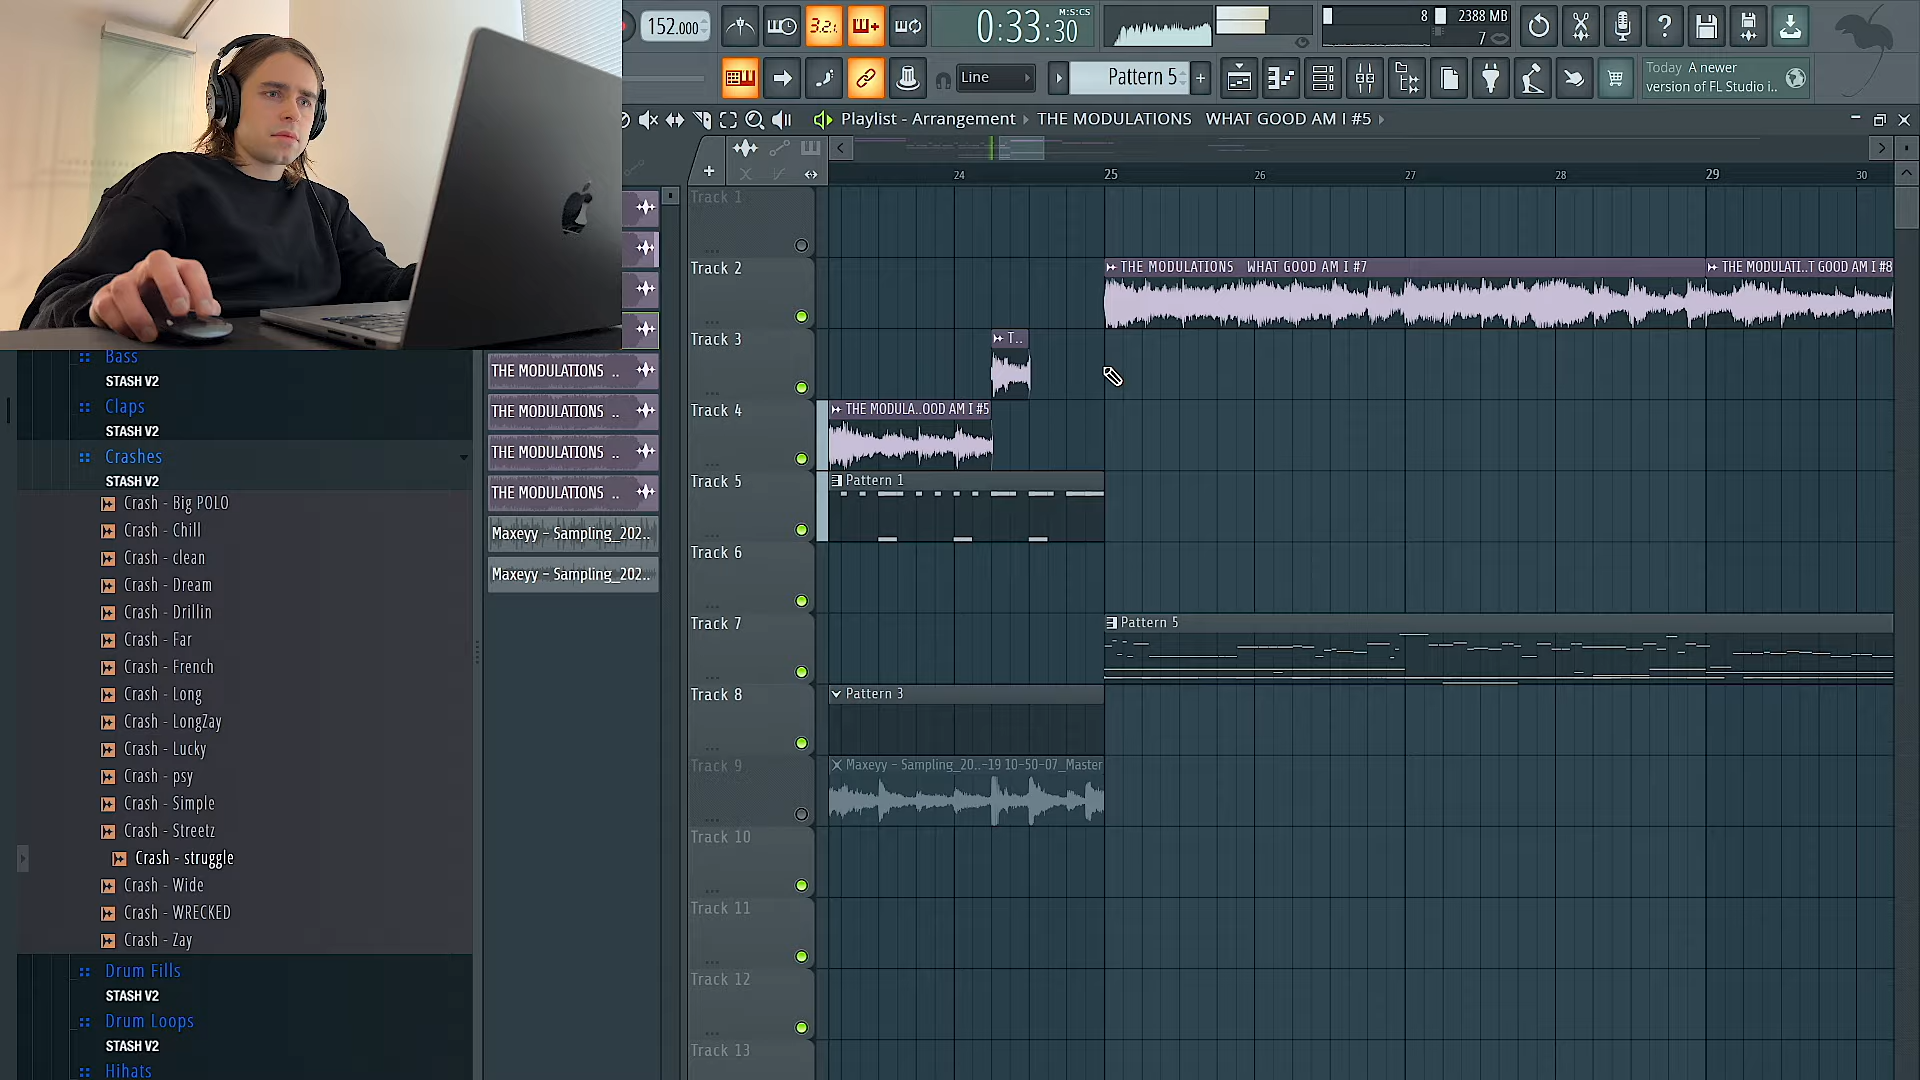 152.000
3.2.
0:33:30
M:S:CS
8
2388 MB
7
Line
Pattern 5
Today A newer
version of FL Studio i..
Playlist - Arrangement
THE MODULATIONS WHAT GOOD AM I #5
24
25
26
27
28
29
30
Track 1
Track 2
THE MODULATIONS WHAT GOOD AM I #7
THE MODULATI..T GOOD AM I #8
Track 3
T..
Track 4
THE MODULA..OOD AM I #5
Track 5
Pattern 1
Track 6
Track 7
Pattern 5
Track 8
Pattern 3
Track 9
Maxeyy - Sampling_20..-19 10-50-07_Master
Track 10
Track 11
Track 12
Track 13
THE MODULATIONS ..
THE MODULATIONS ..
THE MODULATIONS ..
THE MODULATIONS ..
Maxeyy - Sampling_202..
Maxeyy - Sampling_202..
Bass
STASH V2
Claps
STASH V2
Crashes
STASH V2
Crash - Big POLO
Crash - Chill
Crash - clean
Crash - Dream
Crash - Drillin
Crash - Far
Crash - French
Crash - Long
Crash - LongZay
Crash - Lucky
Crash - psy
Crash - Simple
Crash - Streetz
Crash - struggle
Crash - Wide
Crash - WRECKED
Crash - Zay
Drum Fills
STASH V2
Drum Loops
STASH V2
Hihats